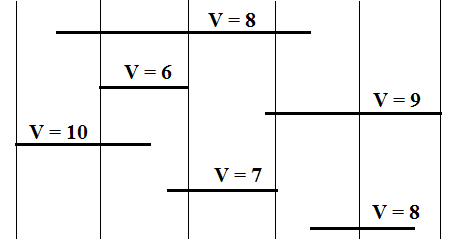 V = 8
V = 6
V = 9
V = 10
V = 7
V = 8